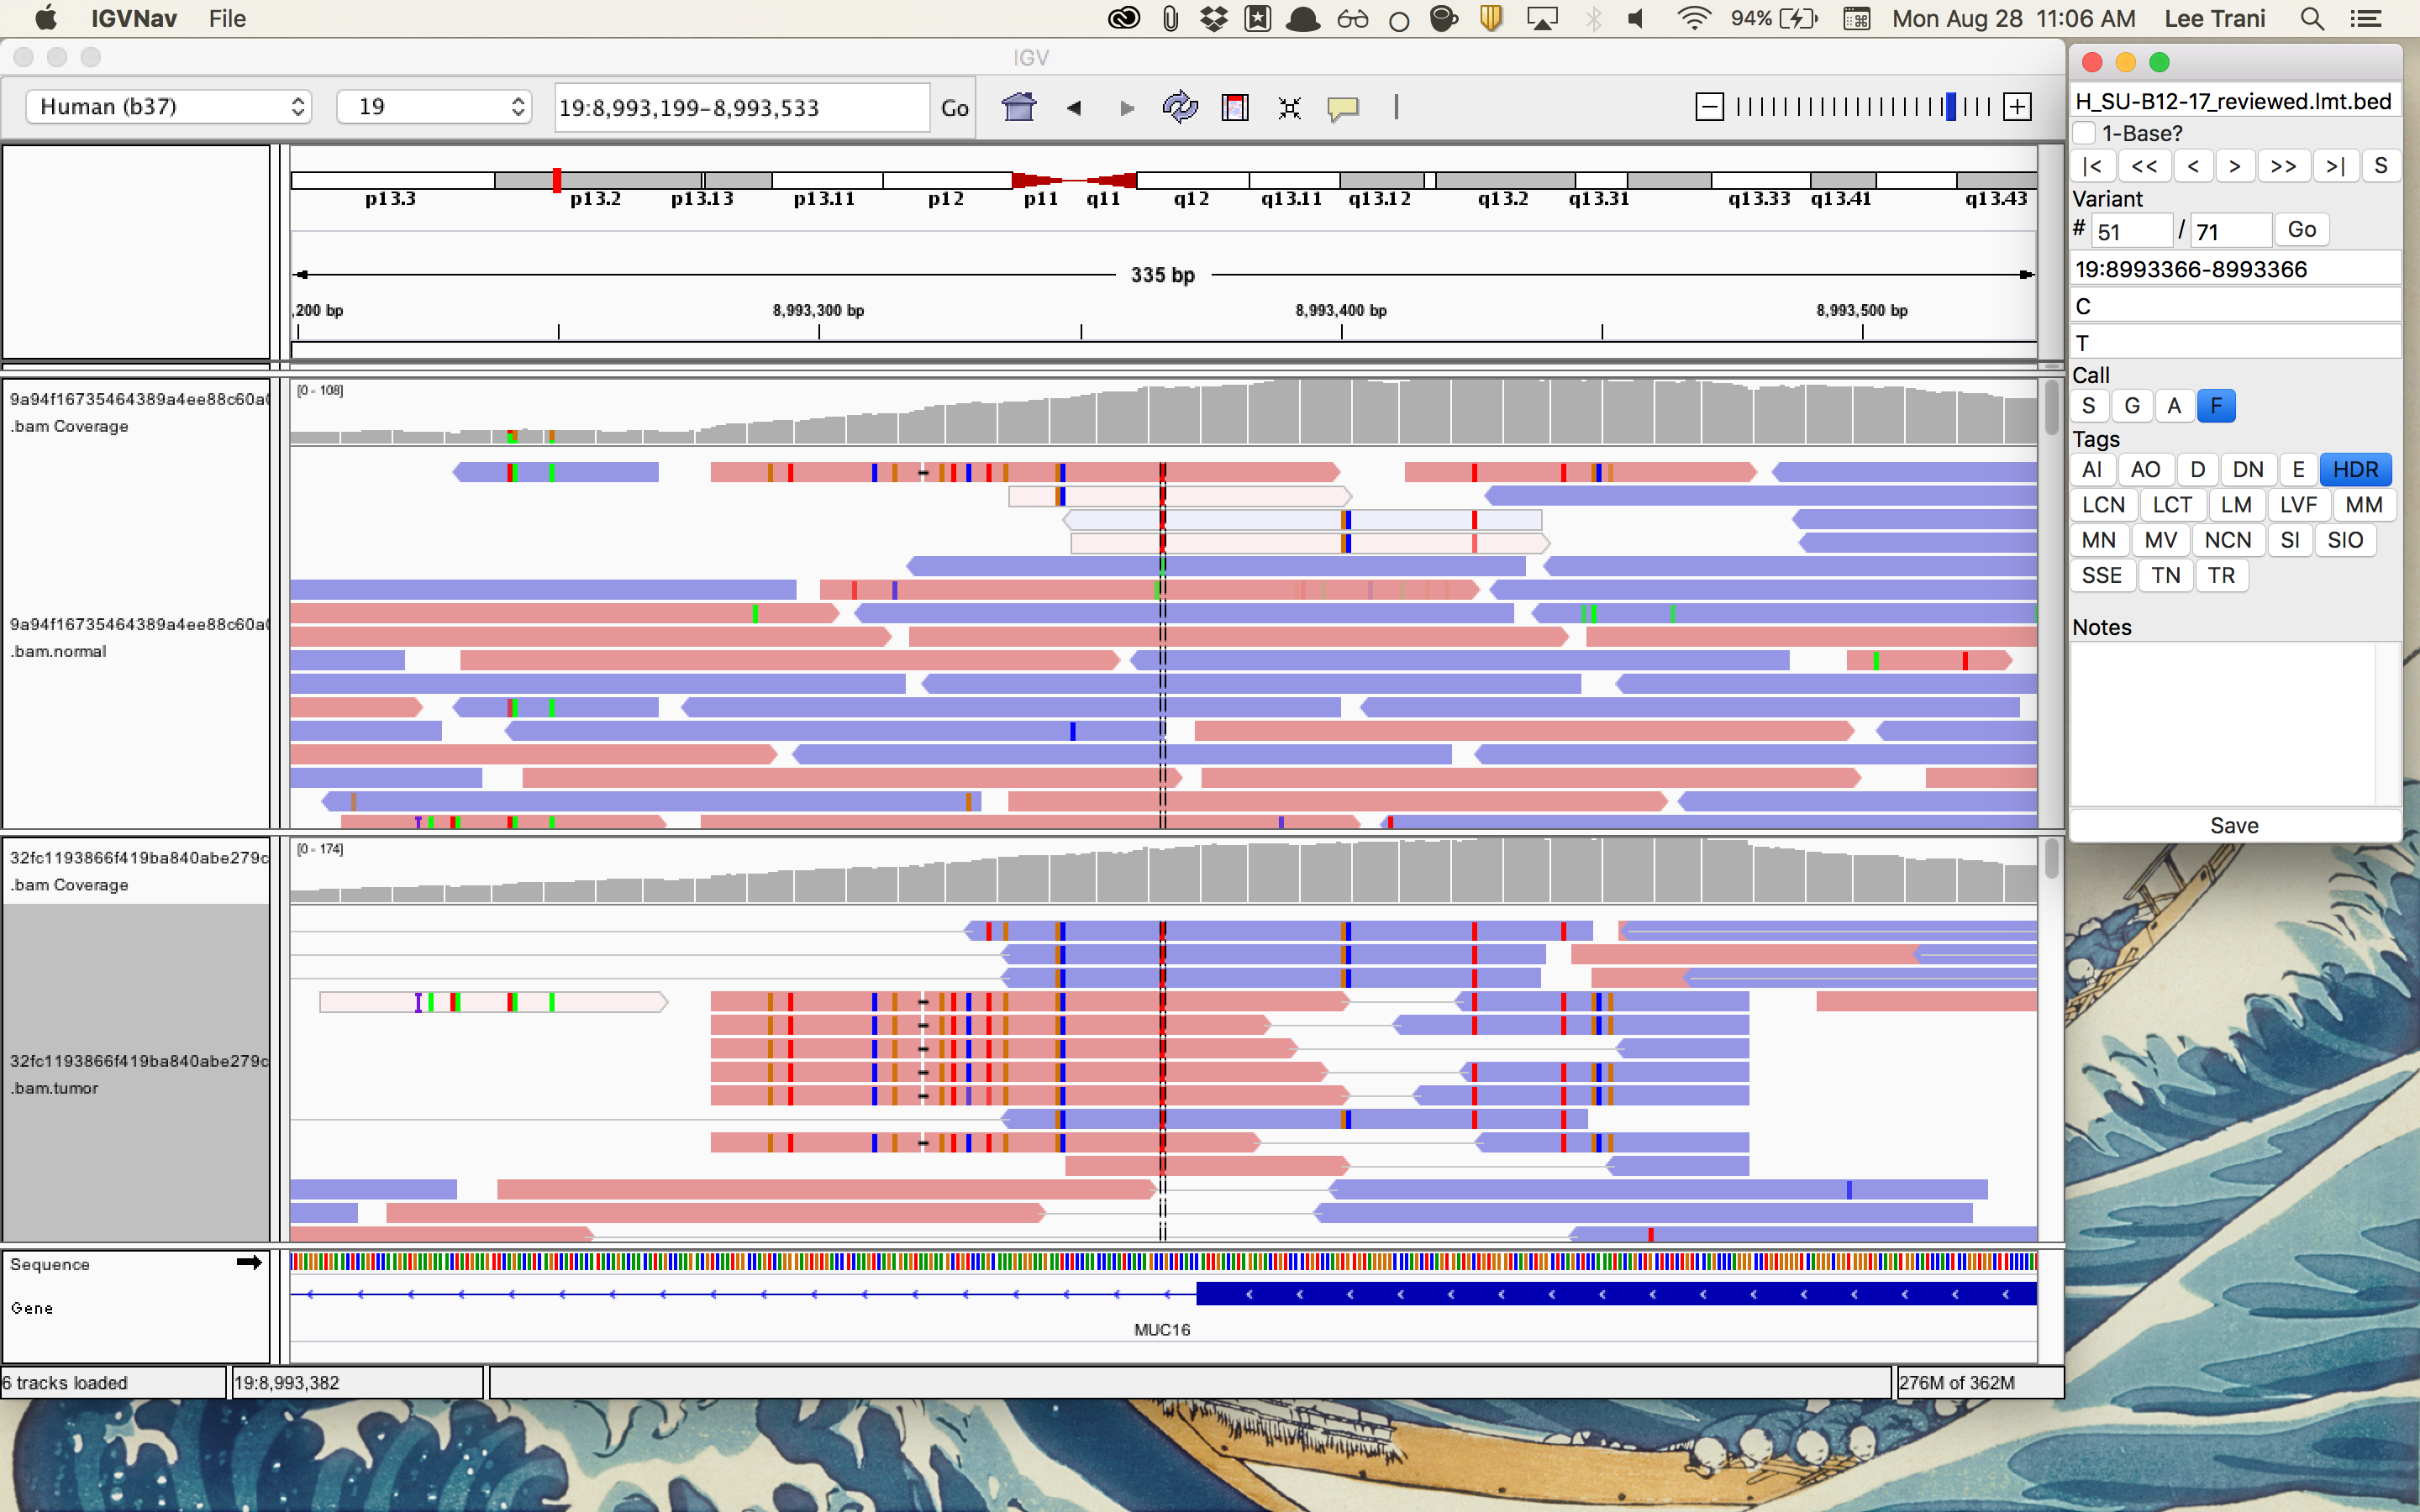 IGVNav File 94% Mon Aug 28 11:06 AM Lee Trani
IGV
Human (b37) 19 19:8,993,199-8,993,533 Go
p13.3 p13.2 p13.13 p13.11 p12 p11 q11 q12 q13.11 q13.12 q13.2 q13.31 q13.33 q13.41 q13.43
335 bp
,200 bp 8,993,300 bp 8,993,400 bp 8,993,500 bp
[0 - 108]
9a94f16735464389a4ee88c60a
.bam Coverage
9a94f16735464389a4ee88c60a
.bam.normal
[0 - 174]
32fc1193866f419ba840abe279c
.bam Coverage
32fc1193866f419ba840abe279c
.bam.tumor
Sequence
Gene
MUC16
6 tracks loaded 19:8,993,382 276M of 362M
H_SU-B12-17_reviewed.lmt.bed
1-Base?
|< << < > >> >| S
Variant
# 51 / 71 Go
19:8993366-8993366
C
T
Call
S G A F
Tags
AI AO D DN E HDR
LCN LCT LM LVF MM
MN MV NCN SI SIO
SSE TN TR
Notes
Save